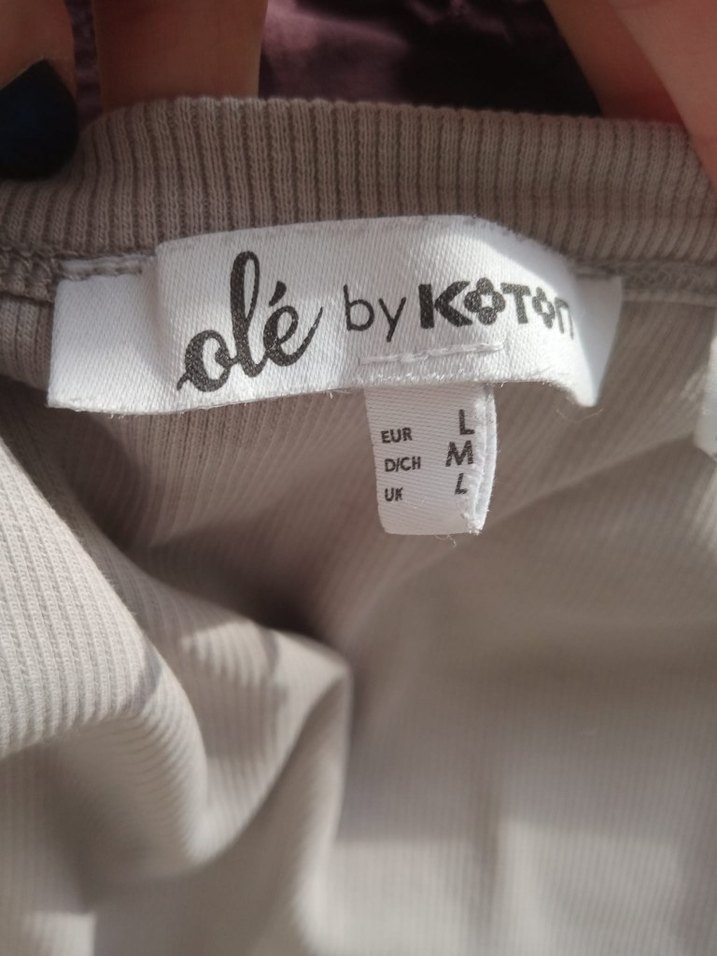 olé by KOTON
EUR L
D/CH M
UK L